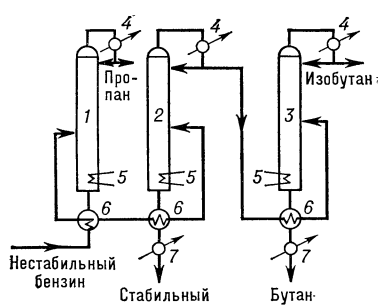 4
4
4
Про-
пан
Изобутан
1
2
3
5
5
5
6
6
6
7
7
Нестабильный
бензин
Стабильный
Бутан